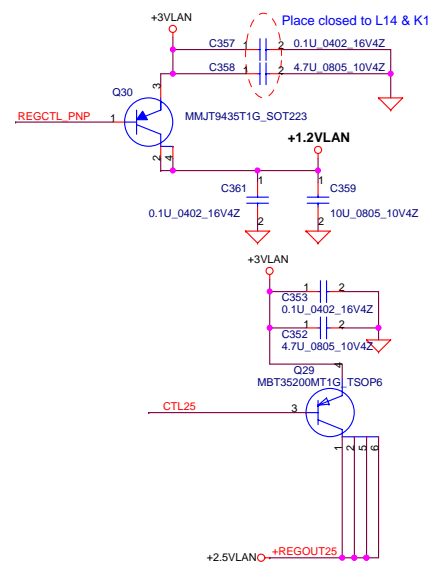 +3VLAN
Place closed to L14 & K1
C357
1
2
0.1U_0402_16V4Z
C358
1
2
4.7U_0805_10V4Z
Q30
3
REGCTL_PNP
1
MMJT9435T1G_SOT223
2
4
+1.2VLAN
C361
1
0.1U_0402_16V4Z
2
C359
1
10U_0805_10V4Z
2
+3VLAN
1
2
C353
0.1U_0402_16V4Z
1
2
C352
4.7U_0805_10V4Z
Q29
4
MBT35200MT1G_TSOP6
CTL25
3
1
2
5
6
+2.5VLAN
+REGOUT25